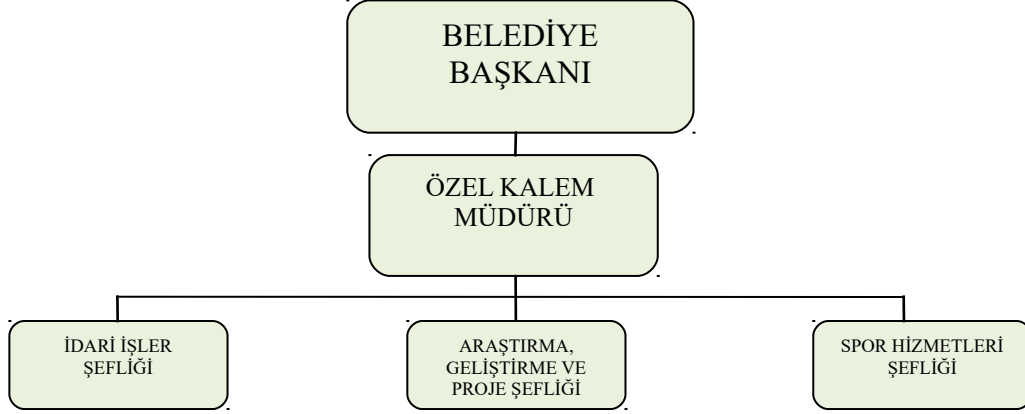 BELEDİYE
BAŞKANI
ÖZEL KALEM
MÜDÜRÜ
İDARİ İŞLER
ŞEFLİĞİ
ARAŞTIRMA,
GELİŞTİRME VE
PROJE ŞEFLİĞİ
SPOR HİZMETLERİ
ŞEFLİĞİ